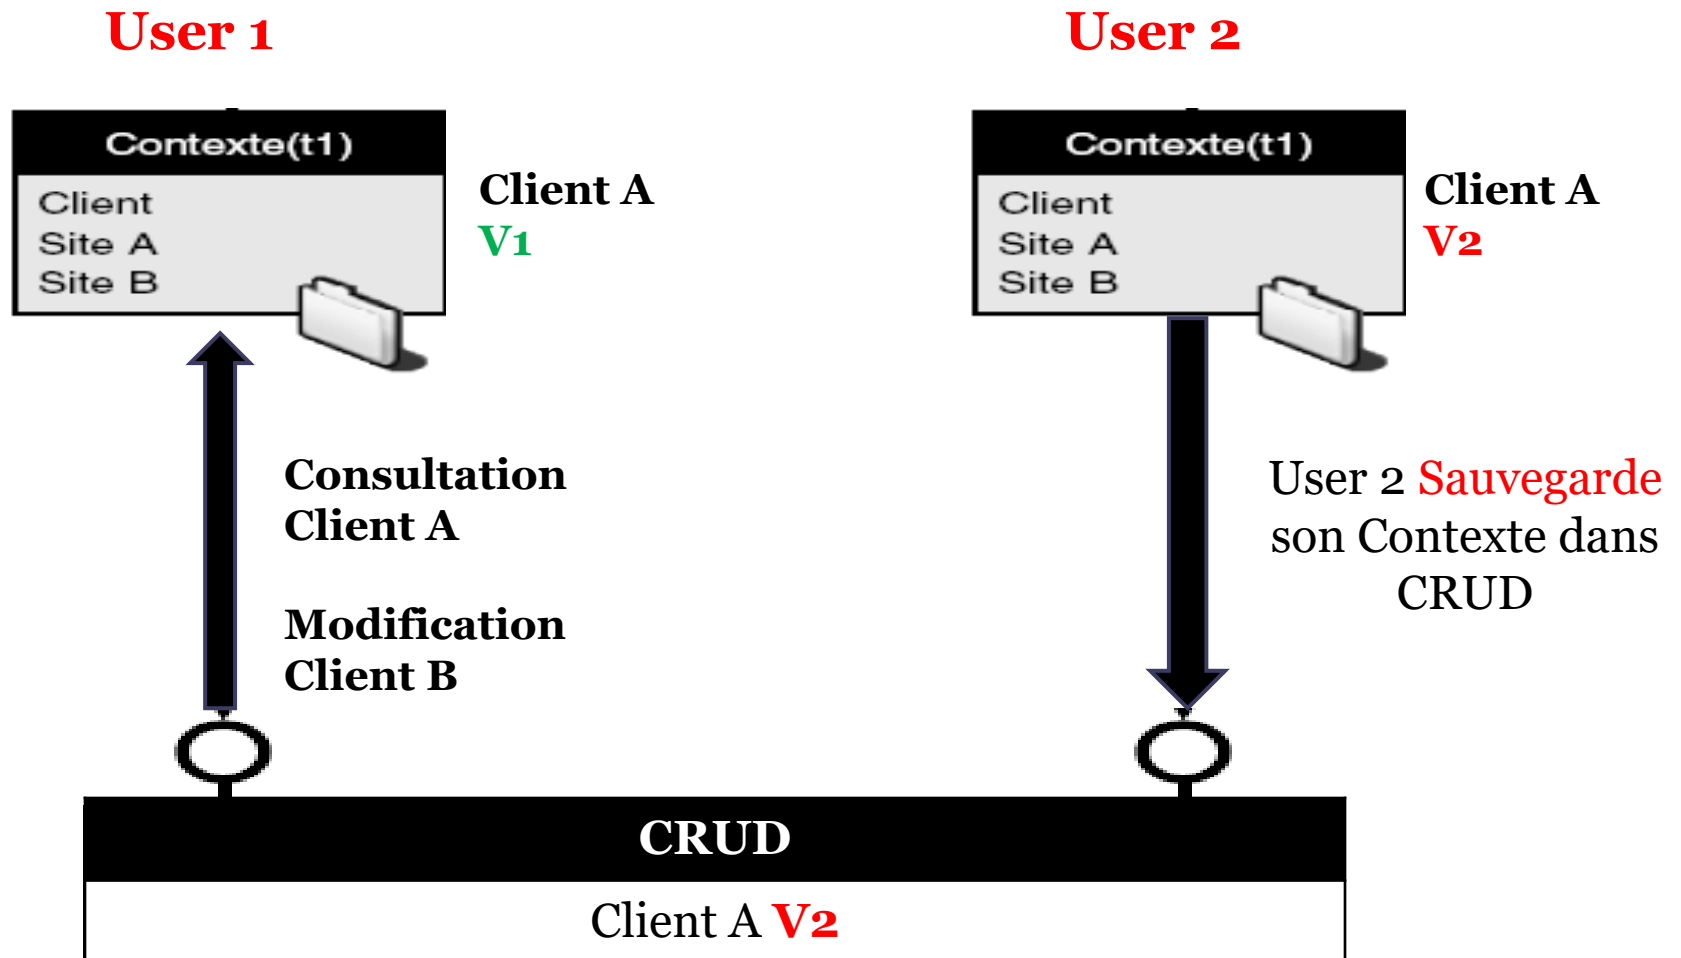 User 1
User 2
Contexte(t1)
Client
Site A
Site B
Client A
V1
Contexte(t1)
Client
Site A
Site B
Client A
V2
Consultation
Client A
Modification
Client B
User 2 Sauvegarde
son Contexte dans
CRUD
CRUD
Client A V2